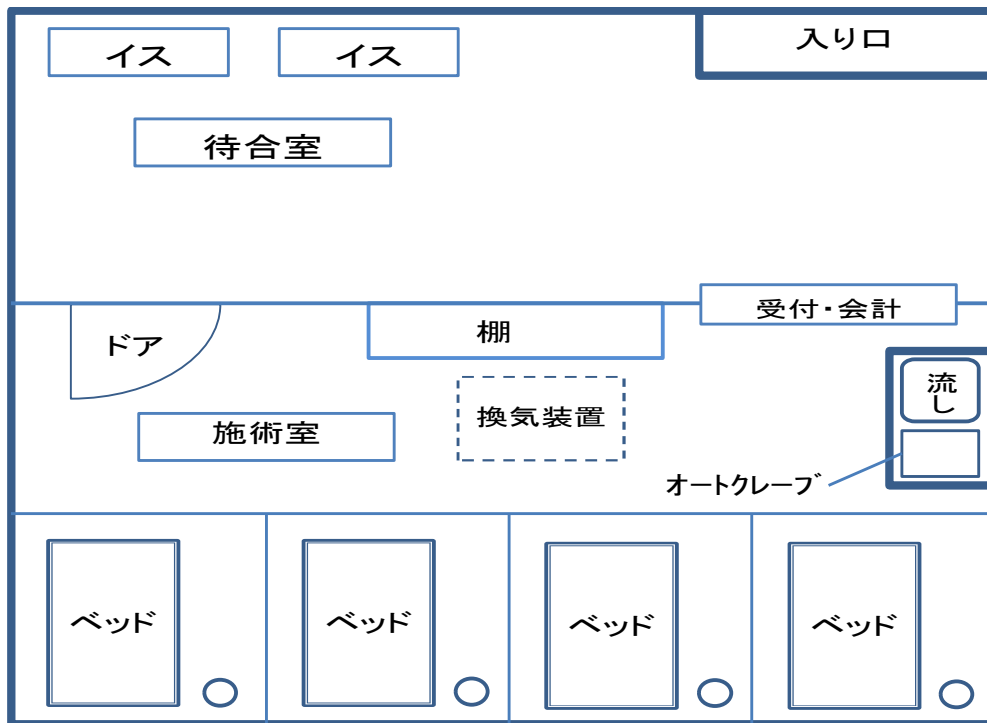 イス
イス
入り口
待合室
受付・会計
棚
ドア
換気装置
施術室
流し
オートクレーブ
ベッド
ベッド
ベッド
ベッド